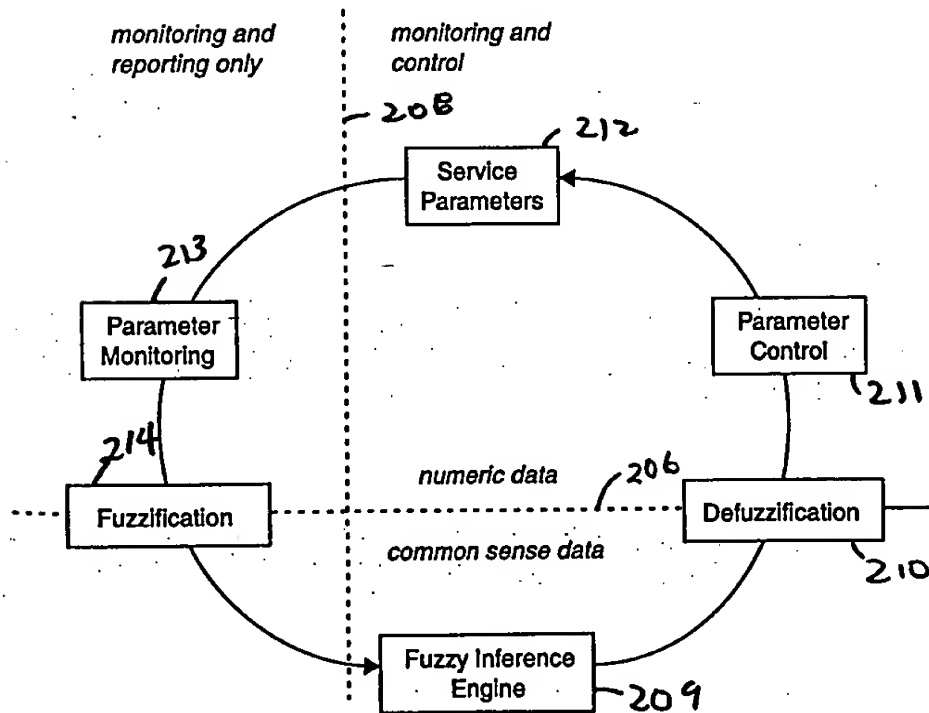 monitoring and
reporting only
monitoring and
control
208
212
Service
Parameters
213
Parameter
Monitoring
Parameter
Control
211
214
numeric data
206
Fuzzification
Defuzzification
common sense data
210
Fuzzy Inference
Engine
209